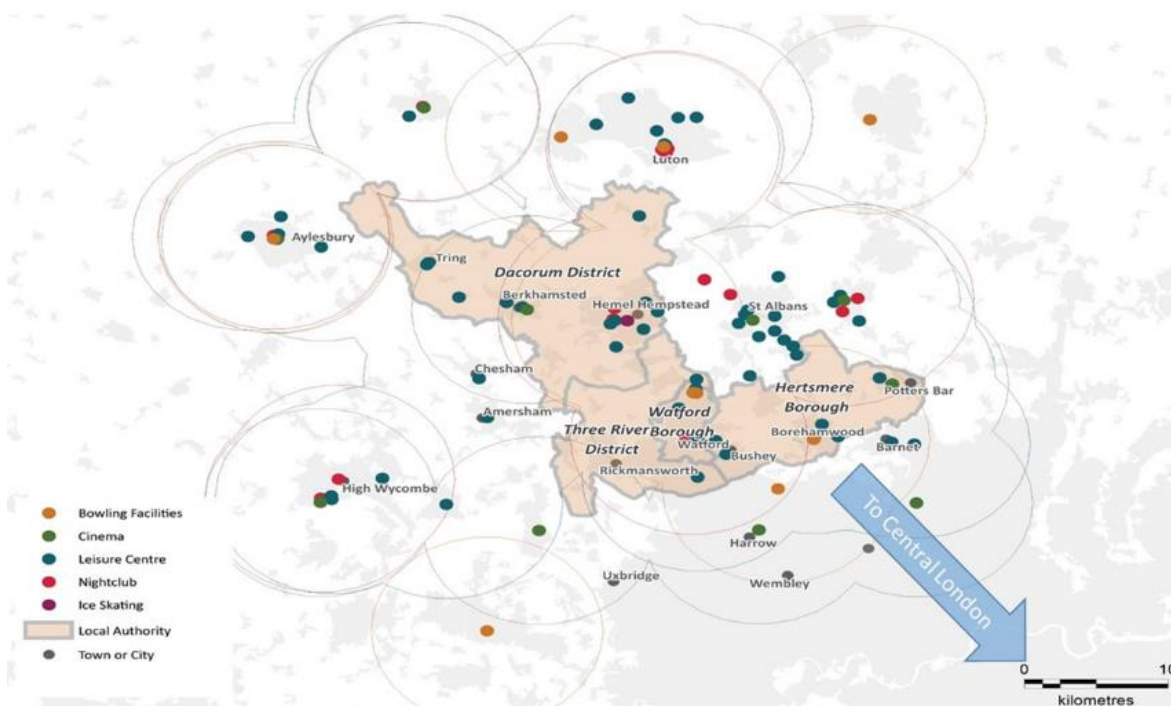 Luton
Aylesbury
Tring
Dacorum District
Berkhamsted
Hemel Hempstead
St Albans
Chesham
Hertsmere
Borough
Potters Bar
Amersham
Watford
Borough
Three River
District
Borehamwood
Watford
Barnet
Bushey
Rickmansworth
High Wycombe
Harrow
Uxbridge
Wembley
To Central London
Bowling Facilities
Cinema
Leisure Centre
Nightclub
Ice Skating
Local Authority
Town or City
0 10
kilometres